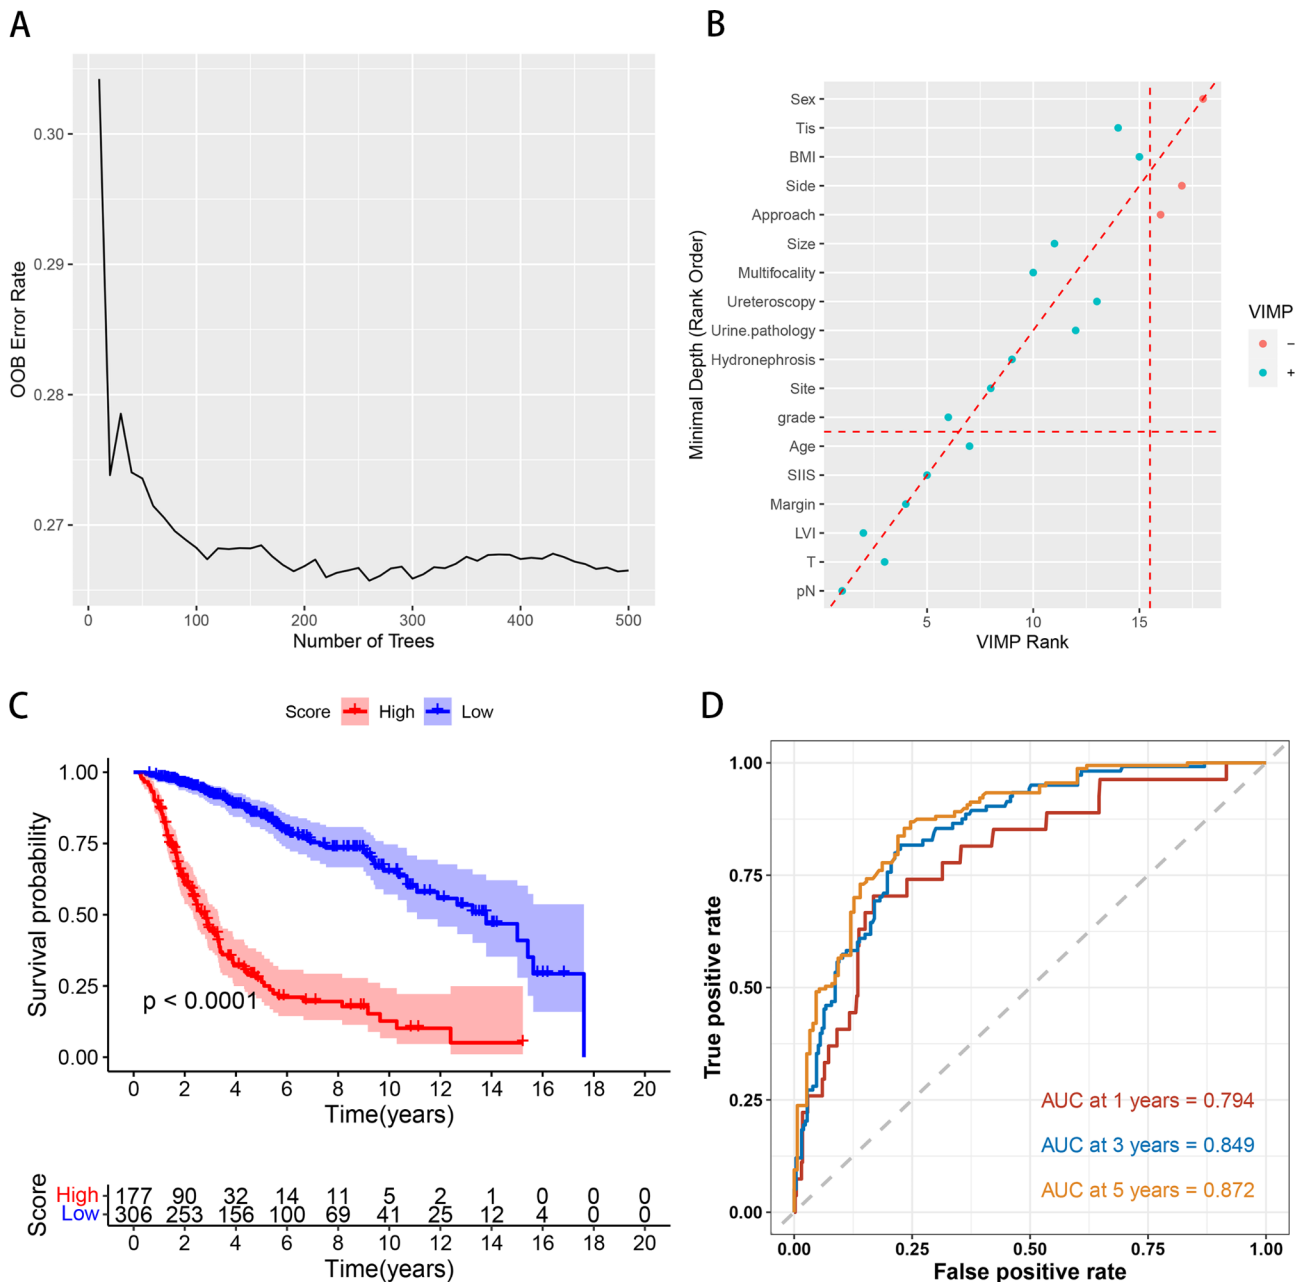 A
0.30
0.29
0.28
0.27
OOB Error Rate
0 100 200 300 400 500
Number of Trees
B
Sex
Tis
BMI
Side
Approach
Size
Multifocality
Ureteroscopy
Urine.pathology
Hydronephrosis
Site
grade
Age
SIIS
Margin
LVI
T
pN
Minimal Depth (Rank Order)
5 10 15
VIMP Rank
VIMP
−
+
C
Score High Low
1.00
0.75
0.50
0.25
0.00
Survival probability
p < 0.0001
0 2 4 6 8 10 12 14 16 18 20
Time(years)
Score
High 177 90 32 14 11 5 2 1 0 0 0
Low 306 253 156 100 69 41 25 12 4 0 0
0 2 4 6 8 10 12 14 16 18 20
Time(years)
D
1.00
0.75
0.50
0.25
0.00
True positive rate
AUC at 1 years = 0.794
AUC at 3 years = 0.849
AUC at 5 years = 0.872
0.00 0.25 0.50 0.75 1.00
False positive rate